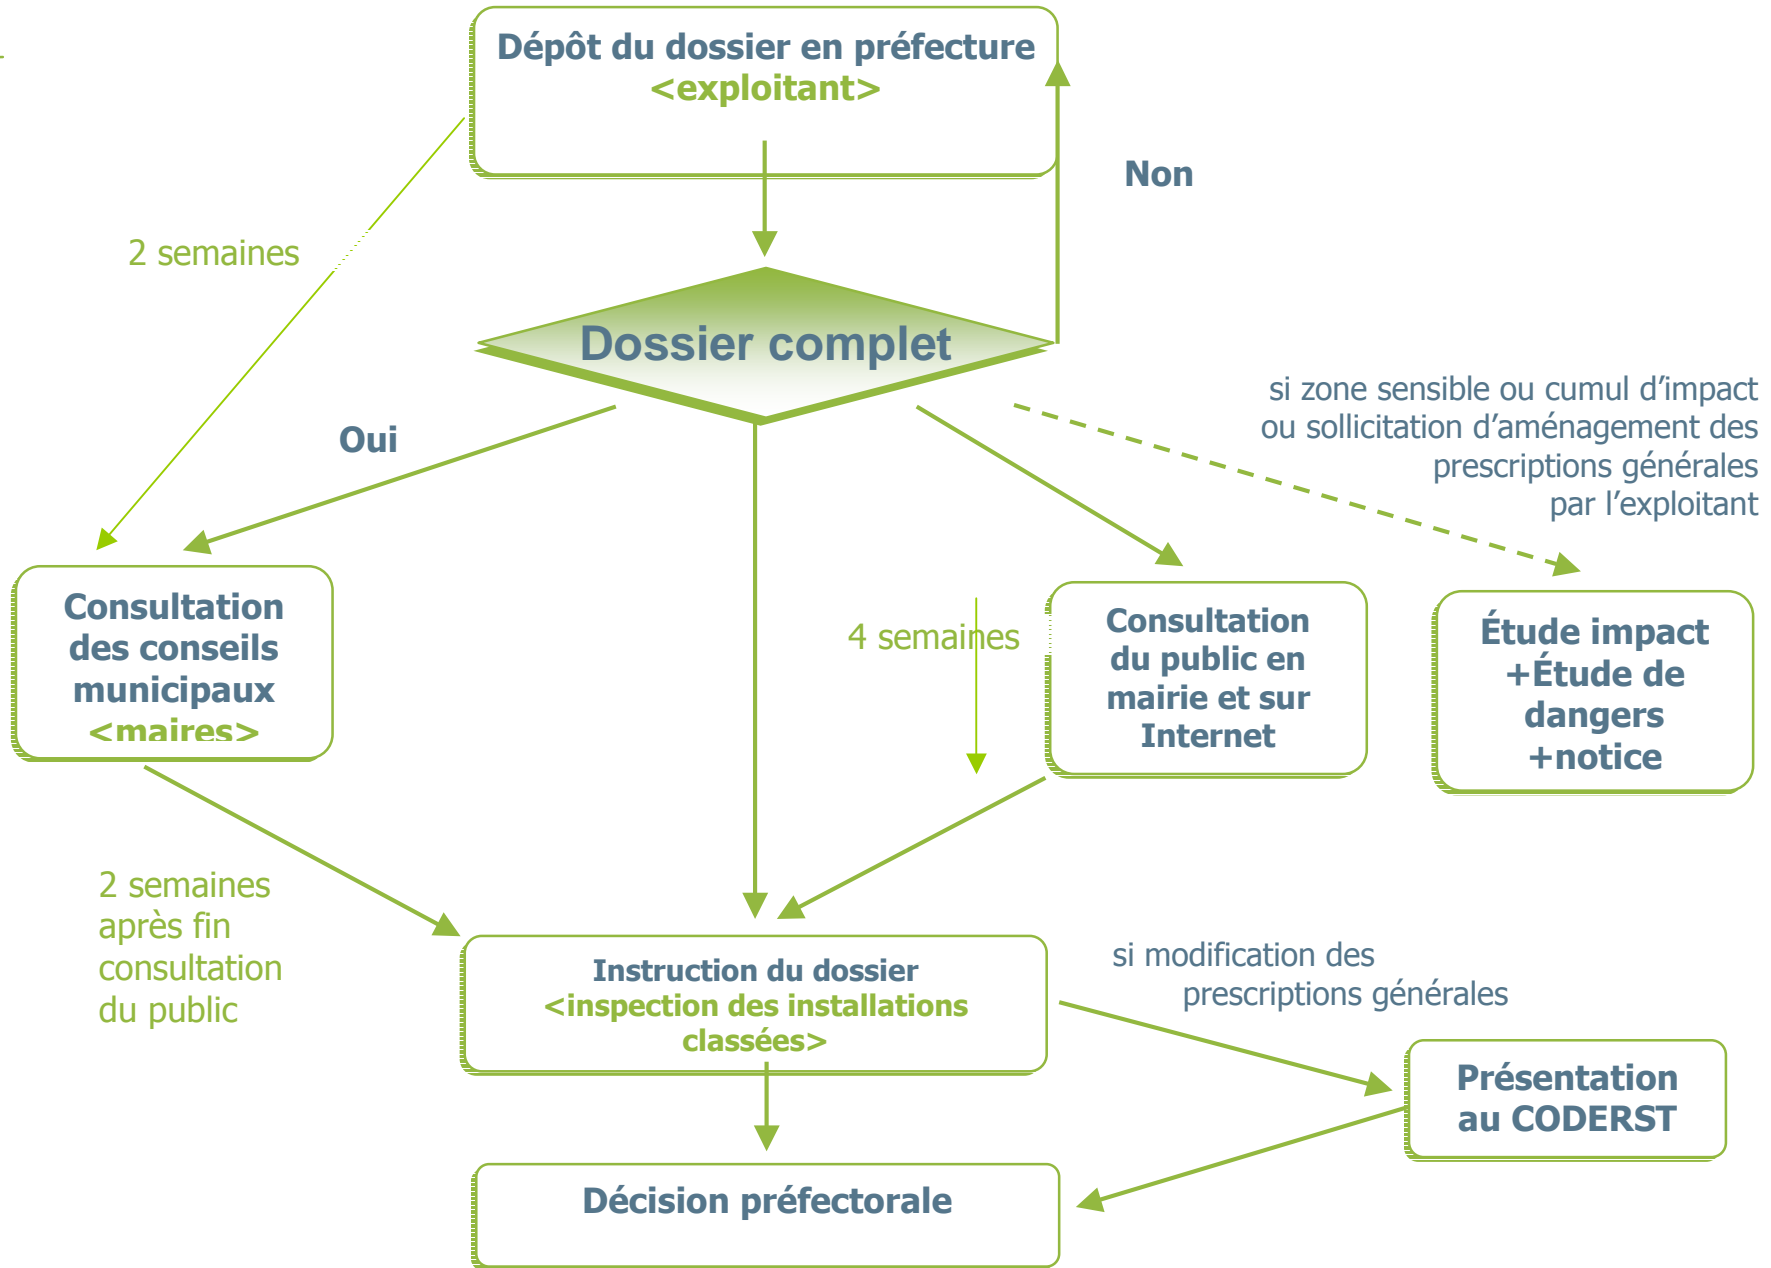 Dépôt du dossier en préfecture
<exploitant>
Non
2 semaines
Dossier complet
Oui
si zone sensible ou cumul d’impact
ou sollicitation d’aménagement des
prescriptions générales
par l’exploitant
Consultation
des conseils
municipaux
<maires>
4 semaines
Consultation
du public en
mairie et sur
Internet
Étude impact
+Étude de
dangers
+notice
2 semaines
après fin
consultation
du public
Instruction du dossier
<inspection des installations
classées>
si modification des
prescriptions générales
Présentation
au CODERST
Décision préfectorale